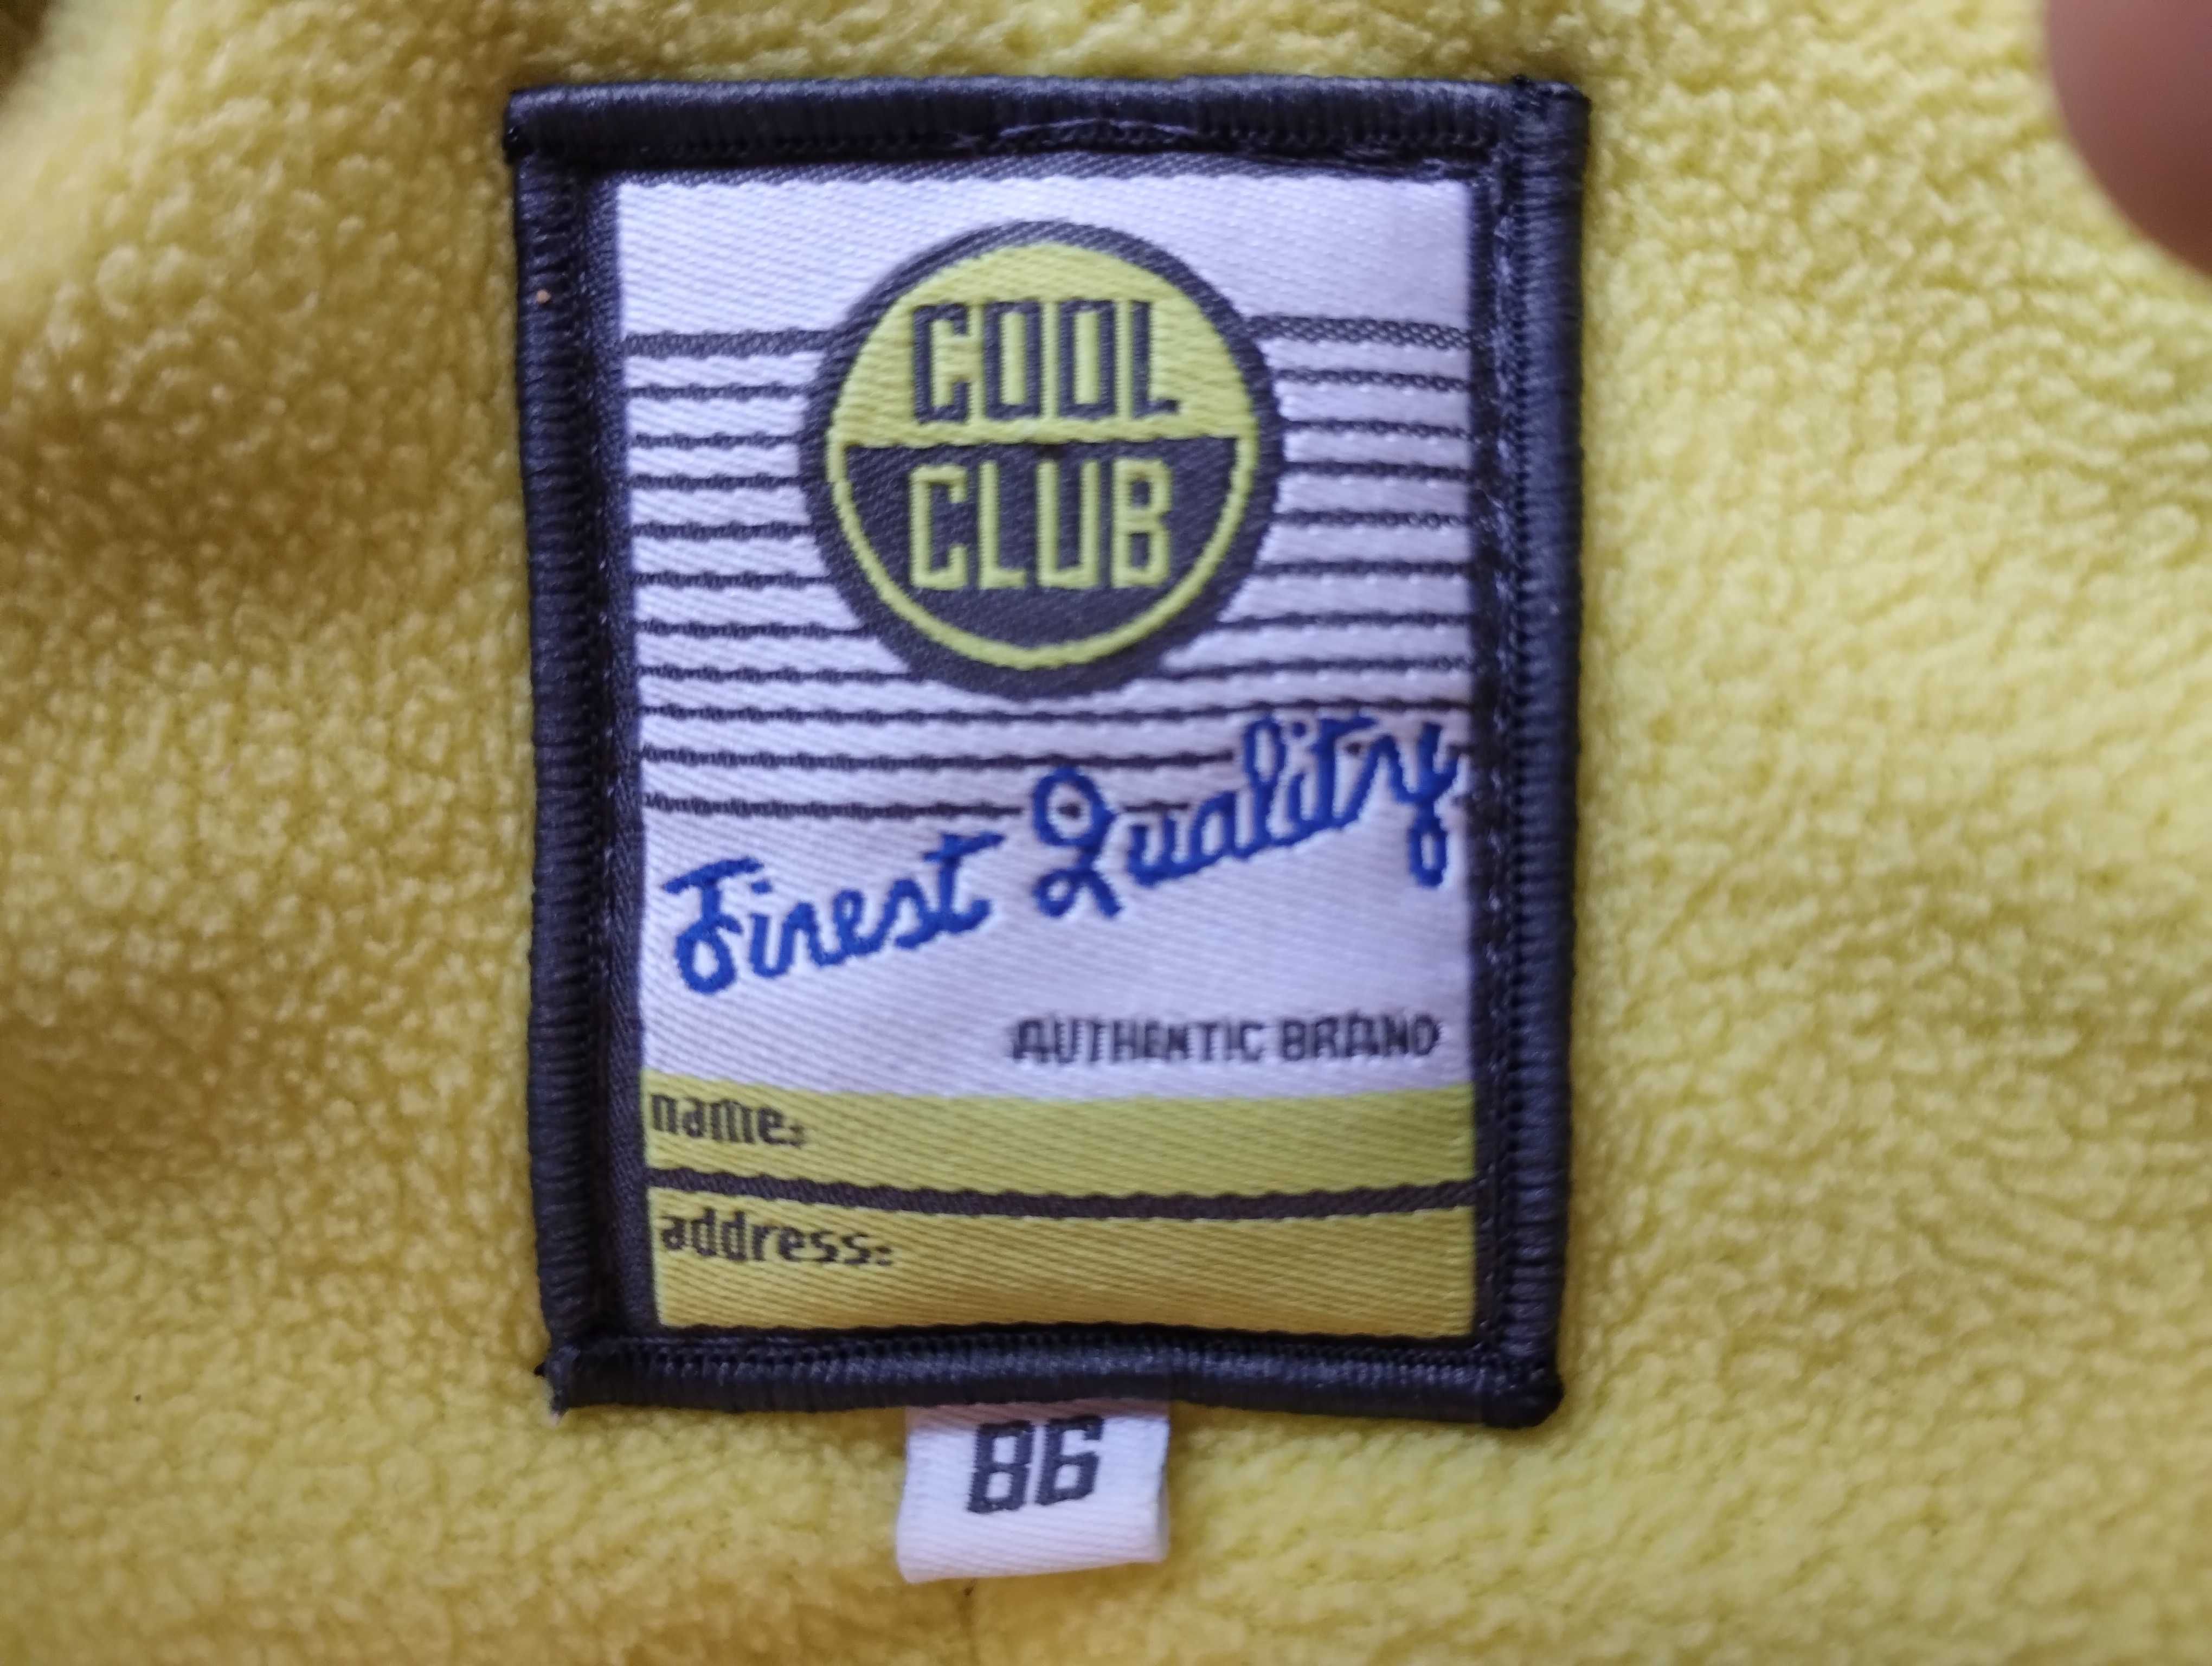 COOL
CLUB
Finest Quality
AUTHENTIC BRAND
name:
address:
86